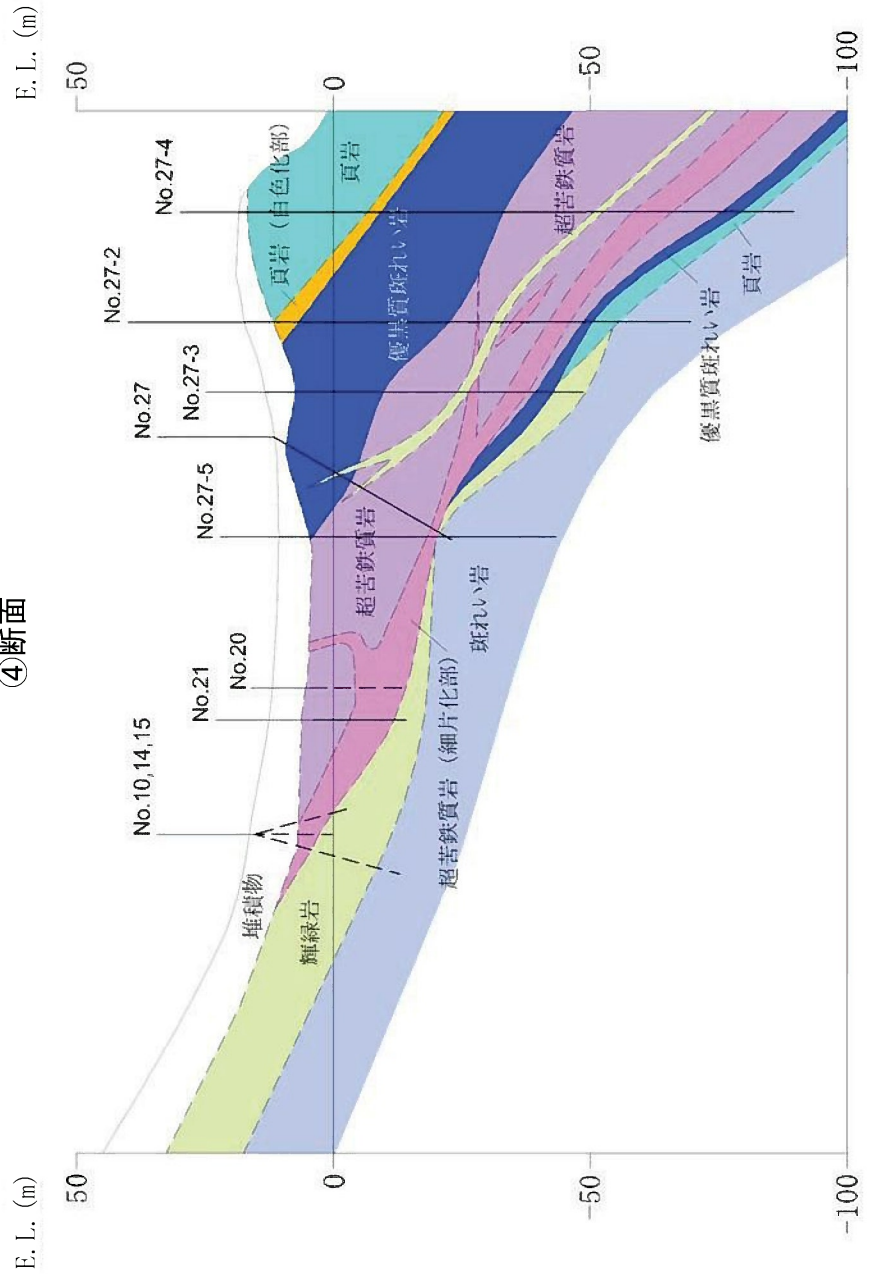 ④断面
E.L. (m)
E.L. (m)
50
0
-50
-100
50
0
-50
-100
No.10,14,15
No.21
No.20
No.27-5
No.27
No.27-3
No.27-2
No.27-4
堆積物
輝緑岩
超苦鉄質岩(細片化部)
斑れい岩
超苦鉄質岩
優黒質斑れい岩
頁岩(白色化部)
頁岩
超苦鉄質岩
優黒質斑れい岩
頁岩